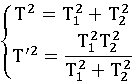 T² = T₁² + T₂²
T'² = T₁²T₂² / T₁² + T₂²